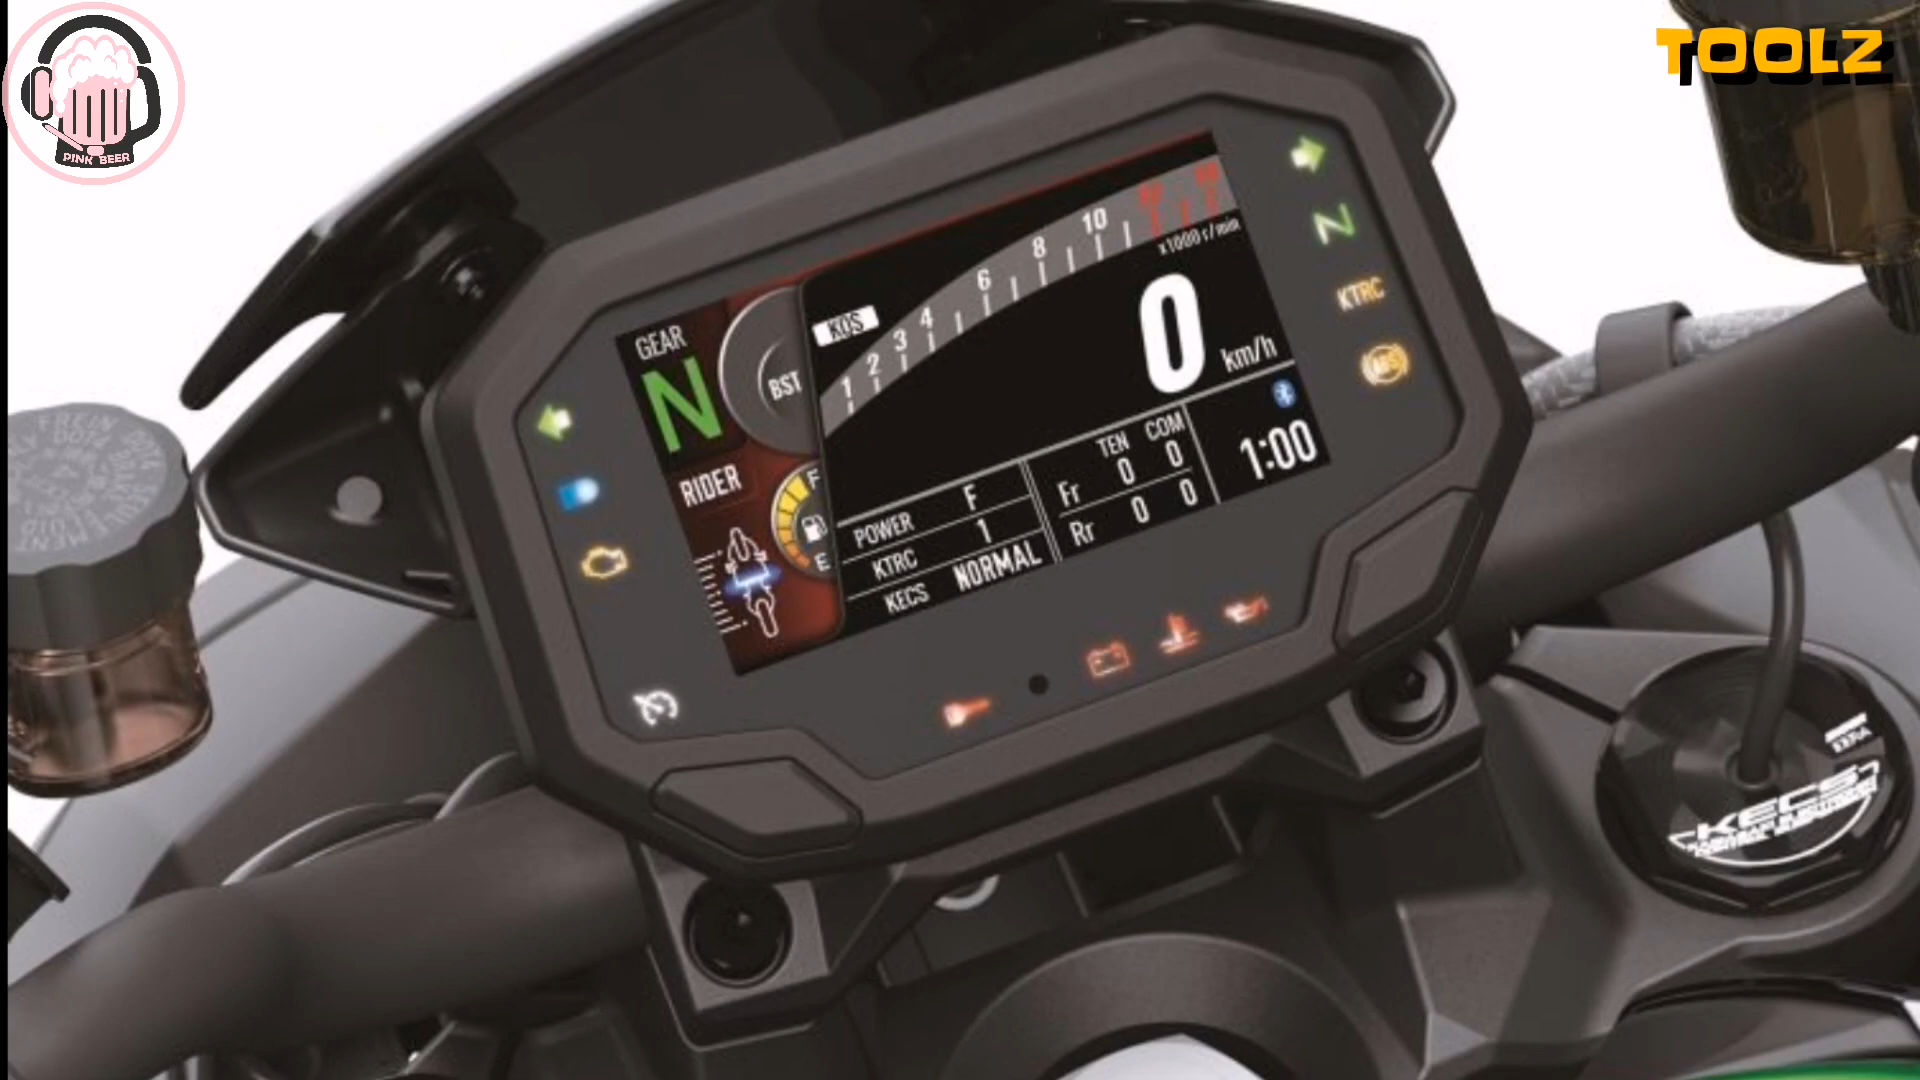 PINK BEER
TOOLZ
GEAR
N
BST
KQS
1 2 3 4 6 8 10
x1000 r/min
0 km/h
RIDER
F
E
POWER F
KTRC 1
KECS NORMAL
TEN COM
Fr 0 0
Rr 0 0
1:00
N
KTRC
ABS
KECS